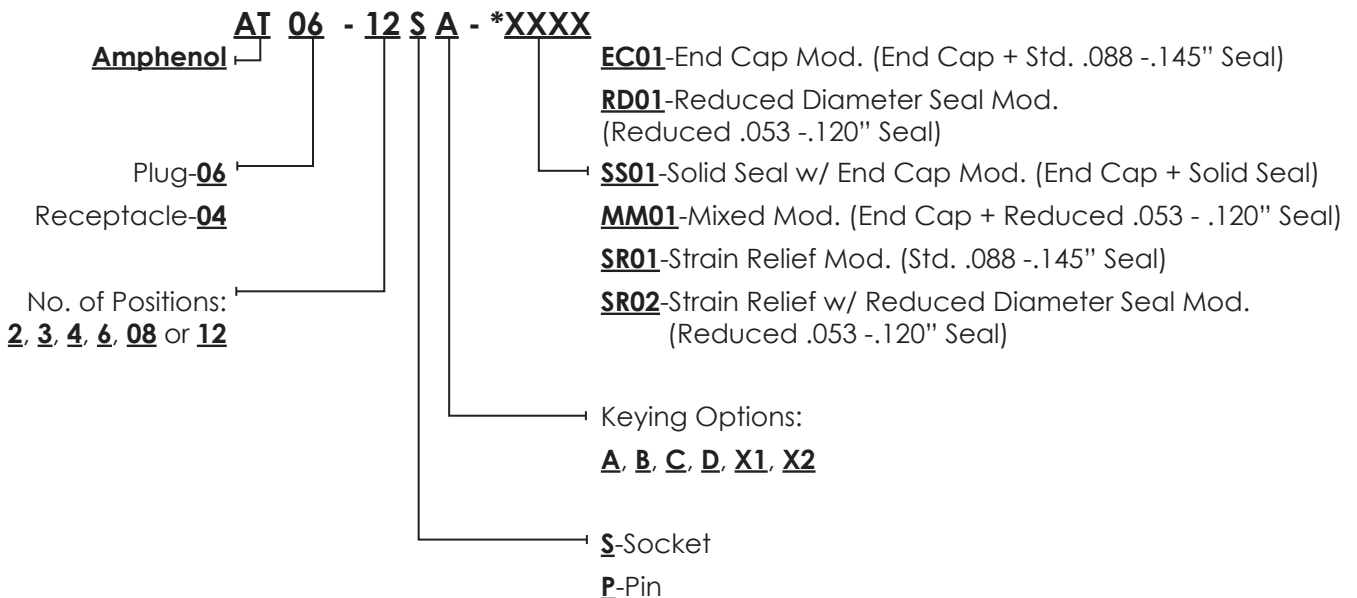 AT 06 - 12 S A - *XXXX
Amphenol
Plug-06
Receptacle-04
No. of Positions:
2, 3, 4, 6, 08 or 12
EC01-End Cap Mod. (End Cap + Std. .088 -.145” Seal)
RD01-Reduced Diameter Seal Mod.
(Reduced .053 -.120” Seal)
SS01-Solid Seal w/ End Cap Mod. (End Cap + Solid Seal)
MM01-Mixed Mod. (End Cap + Reduced .053 - .120” Seal)
SR01-Strain Relief Mod. (Std. .088 -.145” Seal)
SR02-Strain Relief w/ Reduced Diameter Seal Mod.
(Reduced .053 -.120” Seal)
Keying Options:
A, B, C, D, X1, X2
S-Socket
P-Pin